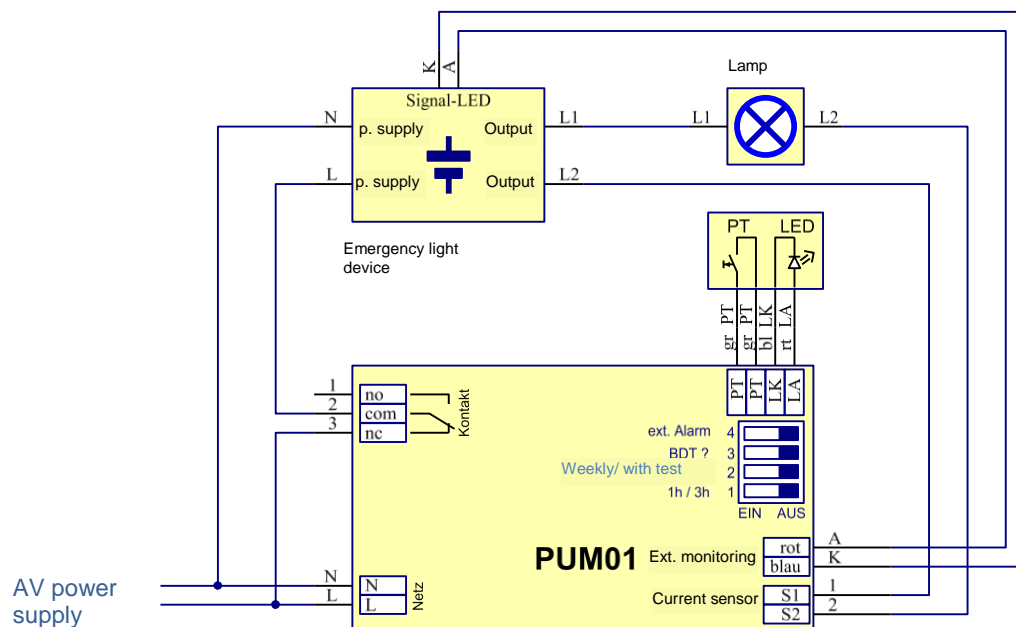 K
A
Signal-LED
N
p. supply
Output
L1
L
p. supply
Output
L2
Emergency light
device
Lamp
L1
L2
PT
LED
gr PT
gr PT
bl LK
rt LA
PT
PT
LK
LA
1
no
2
com
3
nc
Kontakt
ext. Alarm
4
BDT ?
3
Weekly/ with test
2
1h / 3h
1
EIN
AUS
PUM01
Ext. monitoring
rot
A
blau
K
Current sensor
S1
1
S2
2
AV power
supply
N
N
L
L
Netz